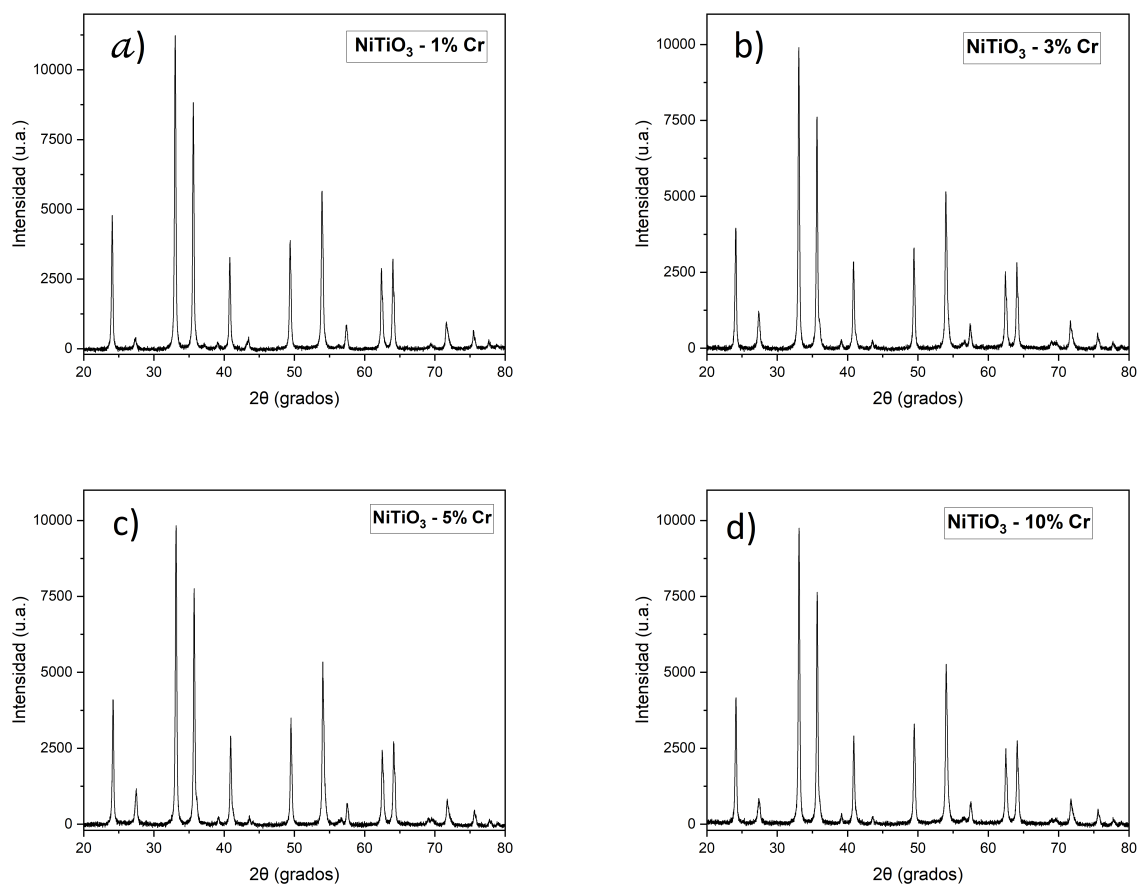 a)
NiTiO₃ - 1% Cr
Intensidad (u.a.)
10000
7500
5000
2500
0
20 30 40 50 60 70 80
2θ (grados)
b)
NiTiO₃ - 3% Cr
Intensidad (u.a.)
10000
7500
5000
2500
0
20 30 40 50 60 70 80
2θ (grados)
c)
NiTiO₃ - 5% Cr
Intensidad (u.a.)
10000
7500
5000
2500
0
20 30 40 50 60 70 80
2θ (grados)
d)
NiTiO₃ - 10% Cr
Intensidad (u.a.)
10000
7500
5000
2500
0
20 30 40 50 60 70 80
2θ (grados)